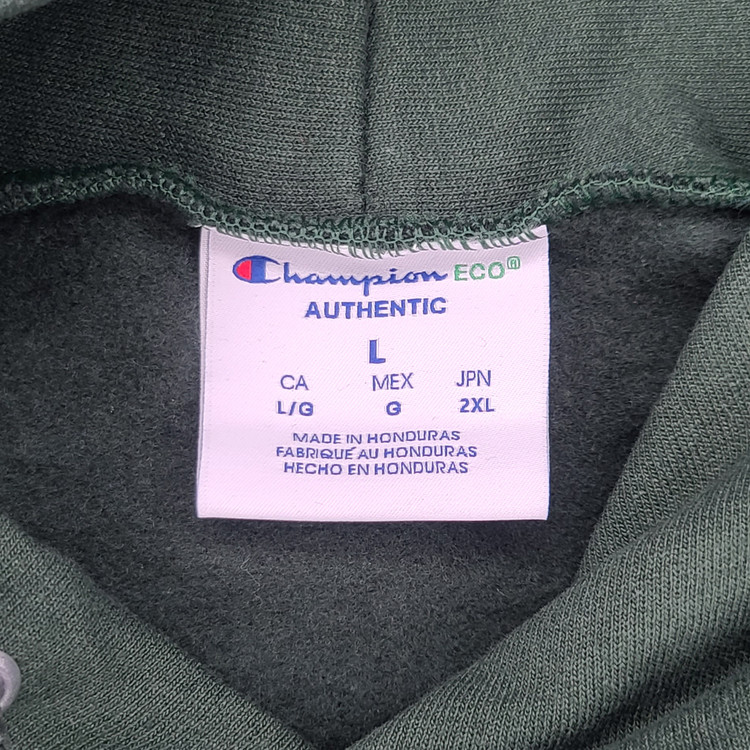 Champion ECO®
AUTHENTIC
L
CA MEX JPN
L/G G 2XL
MADE IN HONDURAS
FABRIQUÉ AU HONDURAS
HECHO EN HONDURAS